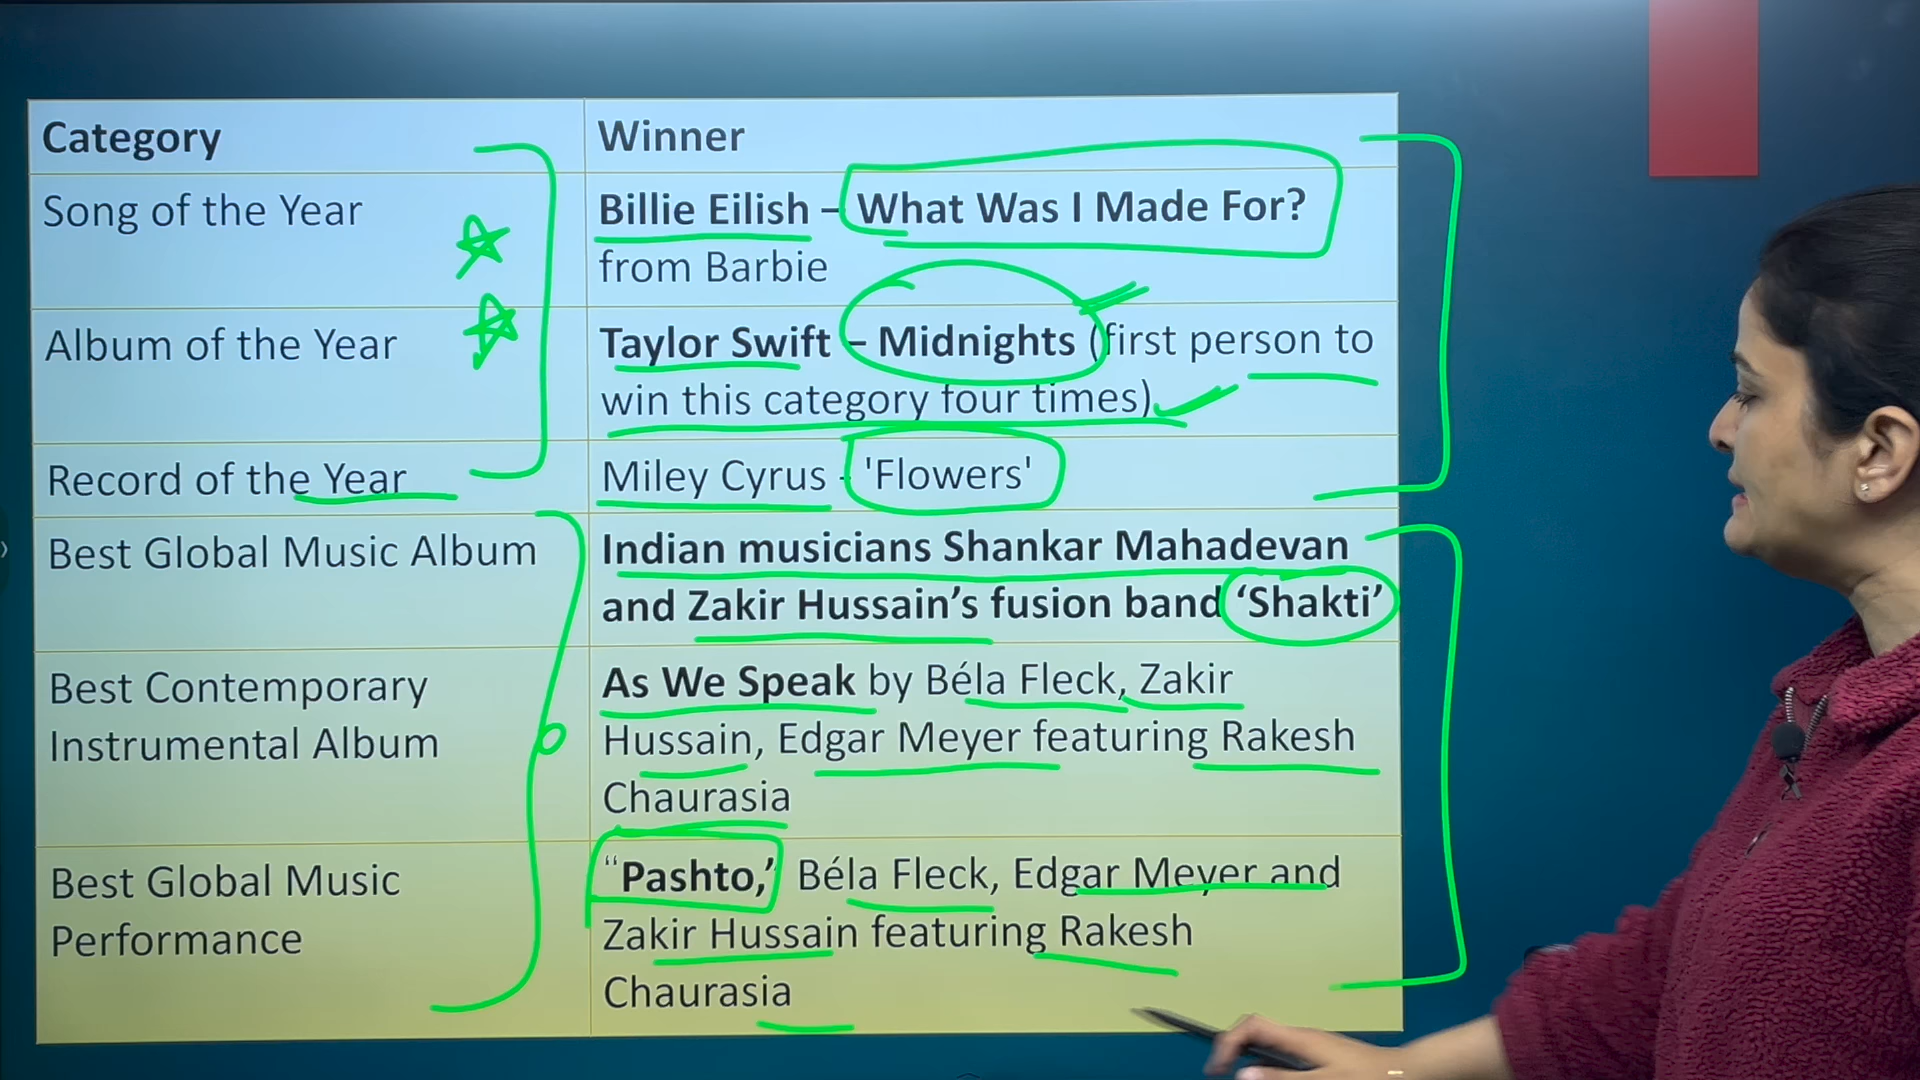 Category
Winner
Song of the Year
Billie Eilish – What Was I Made For?
from Barbie
Album of the Year
Taylor Swift – Midnights (first person to
win this category four times)
Record of the Year
Miley Cyrus - 'Flowers'
Best Global Music Album
Indian musicians Shankar Mahadevan
and Zakir Hussain’s fusion band ‘Shakti’
Best Contemporary
Instrumental Album
As We Speak by Béla Fleck, Zakir
Hussain, Edgar Meyer featuring Rakesh
Chaurasia
Best Global Music
Performance
“Pashto,’ Béla Fleck, Edgar Meyer and
Zakir Hussain featuring Rakesh
Chaurasia